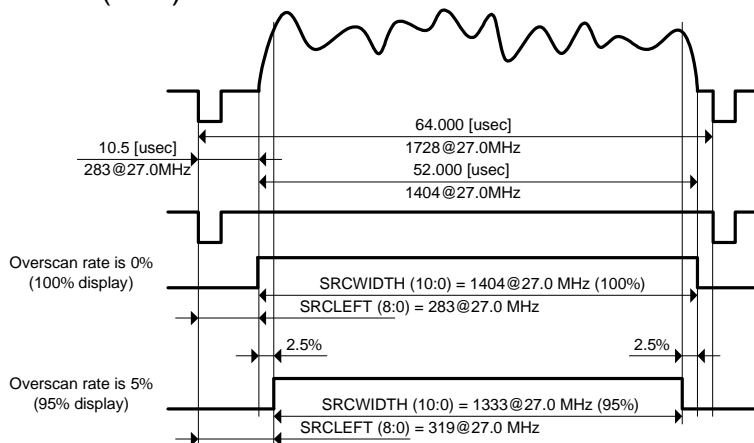 64.000 [usec]
10.5 [usec]
1728@27.0MHz
283@27.0MHz
52.000 [usec]
1404@27.0MHz
Overscan rate is 0%
(100% display)
SRCWIDTH (10:0) = 1404@27.0 MHz (100%)
SRCLEFT (8:0) = 283@27.0 MHz
2.5%
2.5%
Overscan rate is 5%
(95% display)
SRCWIDTH (10:0) = 1333@27.0 MHz (95%)
SRCLEFT (8:0) = 319@27.0 MHz